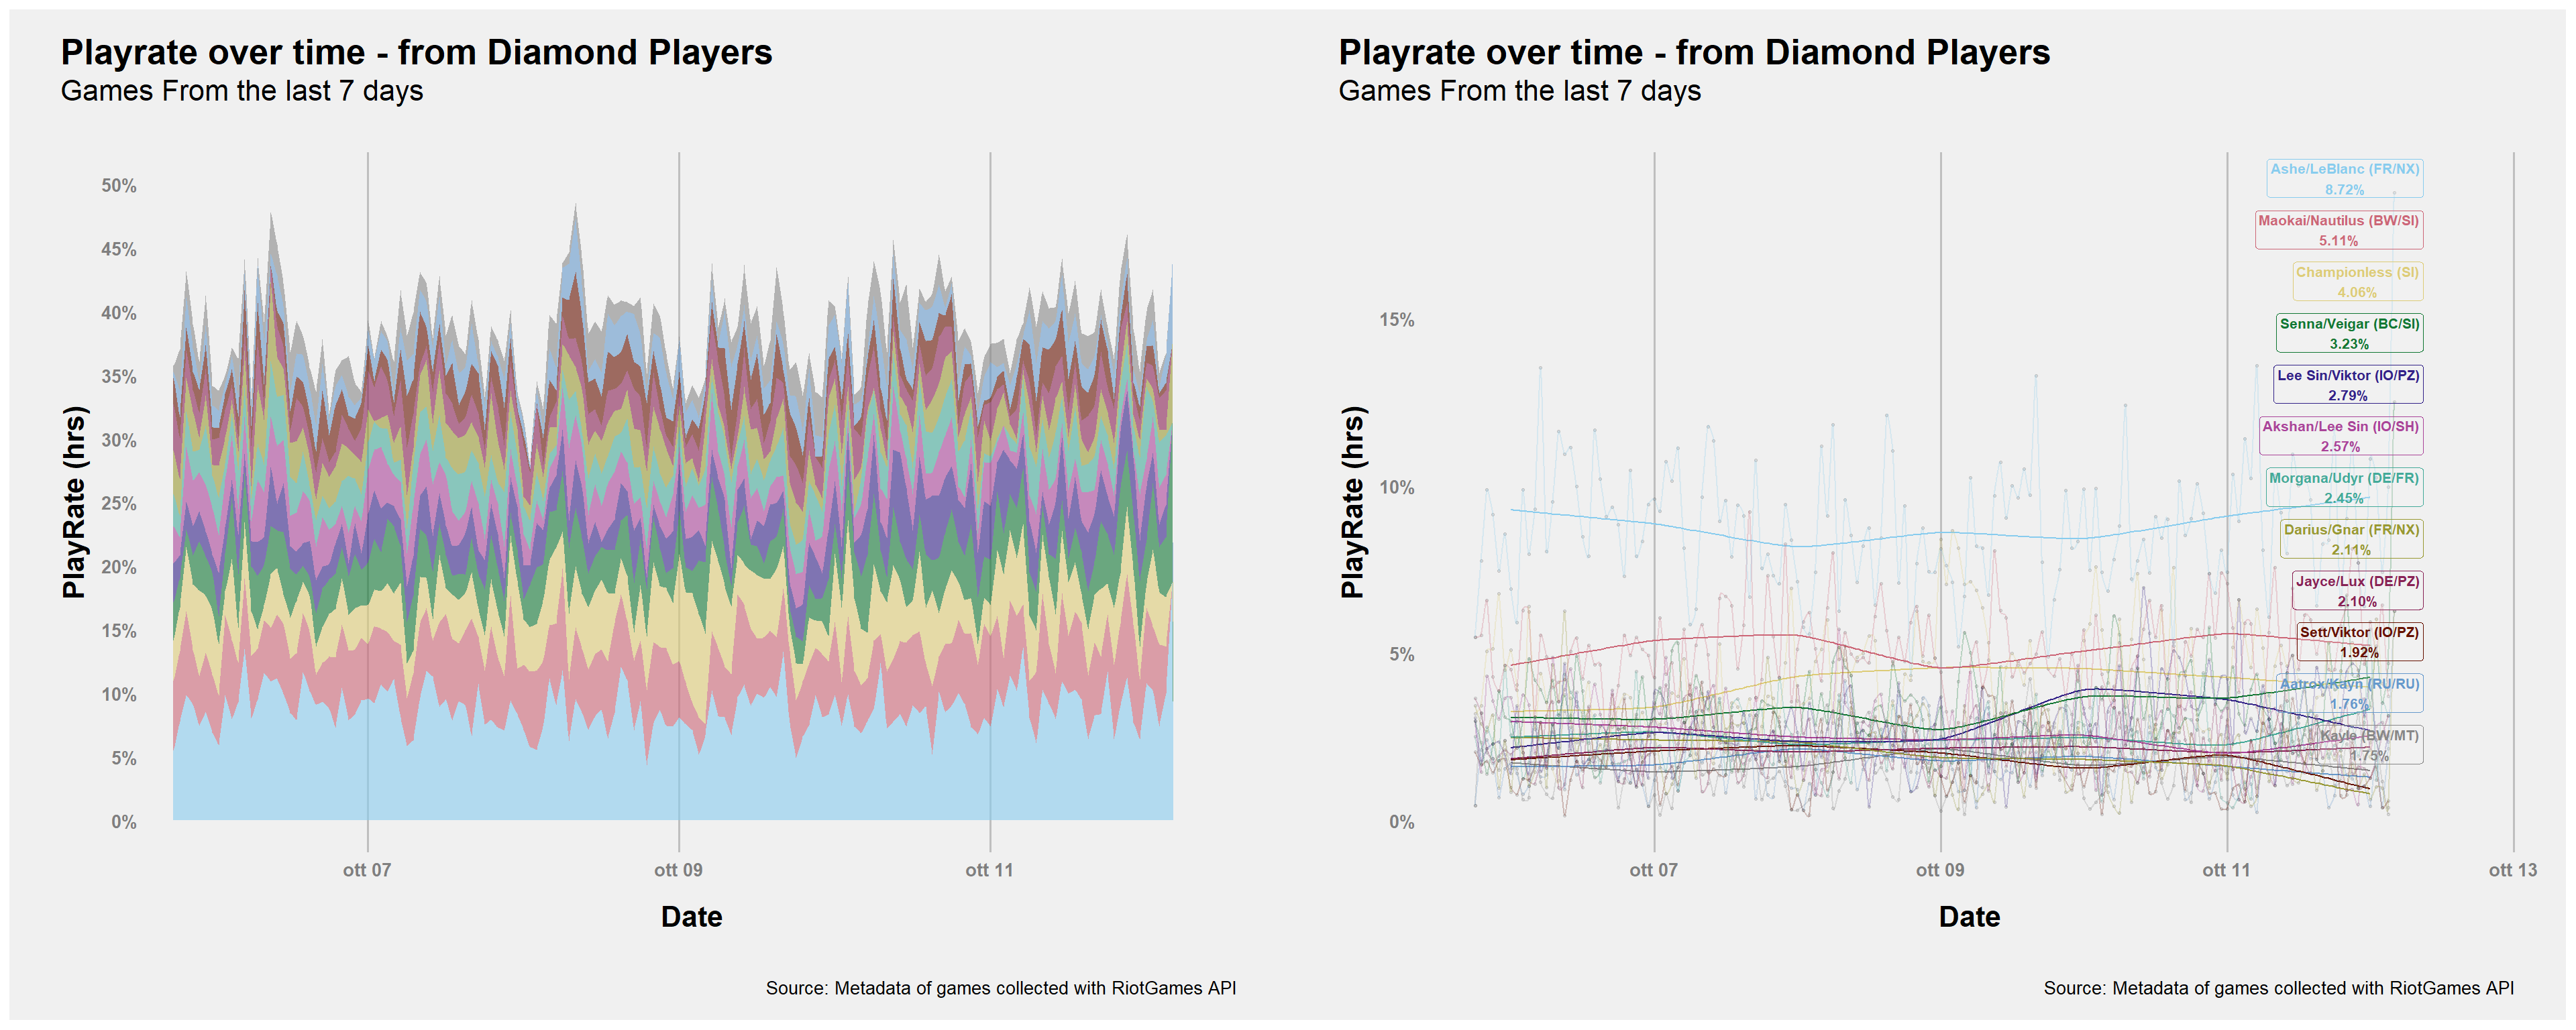 Playrate over time - from Diamond Players
Games From the last 7 days
50%
45%
40%
35%
30%
25%
20%
15%
10%
5%
0%
PlayRate (hrs)
ott 07
ott 09
ott 11
Date
Source: Metadata of games collected with RiotGames API
Playrate over time - from Diamond Players
Games From the last 7 days
15%
10%
5%
0%
PlayRate (hrs)
Ashe/LeBlanc (FR/NX)
8.72%
Maokai/Nautilus (BW/SI)
5.11%
Championless (SI)
4.06%
Senna/Veigar (BC/SI)
3.23%
Lee Sin/Viktor (IO/PZ)
2.79%
Akshan/Lee Sin (IO/SH)
2.57%
Morgana/Udyr (DE/FR)
2.45%
Darius/Gnar (FR/NX)
2.11%
Jayce/Lux (DE/PZ)
2.10%
Sett/Viktor (IO/PZ)
1.92%
Aatrox/Kayn (RU/RU)
1.76%
Kayle (BW/MT)
1.75%
ott 07
ott 09
ott 11
ott 13
Date
Source: Metadata of games collected with RiotGames API